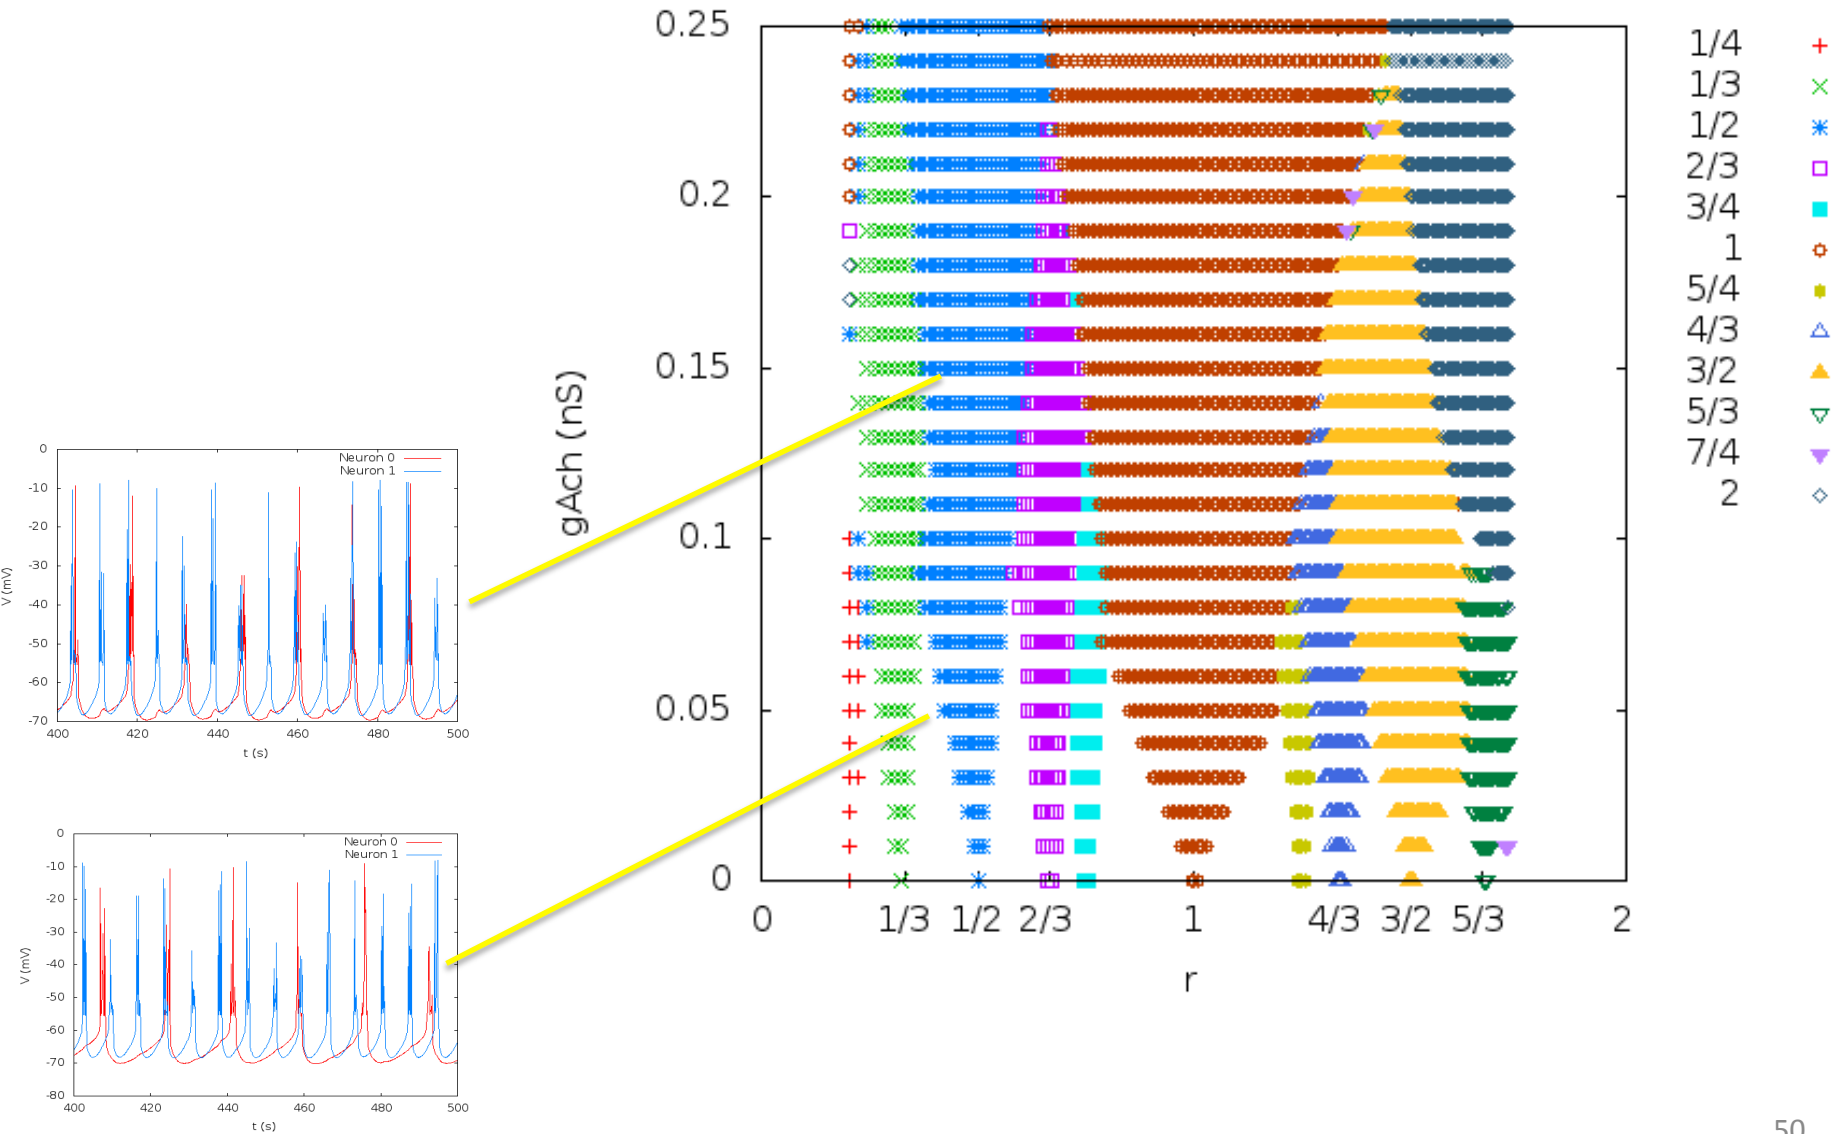 0.25
0.2
0.15
0.1
0.05
0
gAch (nS)
0 1/3 1/2 2/3 1 4/3 3/2 5/3 2
r
1/4
1/3
1/2
2/3
3/4
1
5/4
4/3
3/2
5/3
7/4
2
Neuron 0
Neuron 1
0
-10
-20
-30
-40
-50
-60
-70
V (mV)
400 420 440 460 480 500
t (s)
Neuron 0
Neuron 1
0
-10
-20
-30
-40
-50
-60
-70
-80
V (mV)
400 420 440 460 480 500
t (s)
50